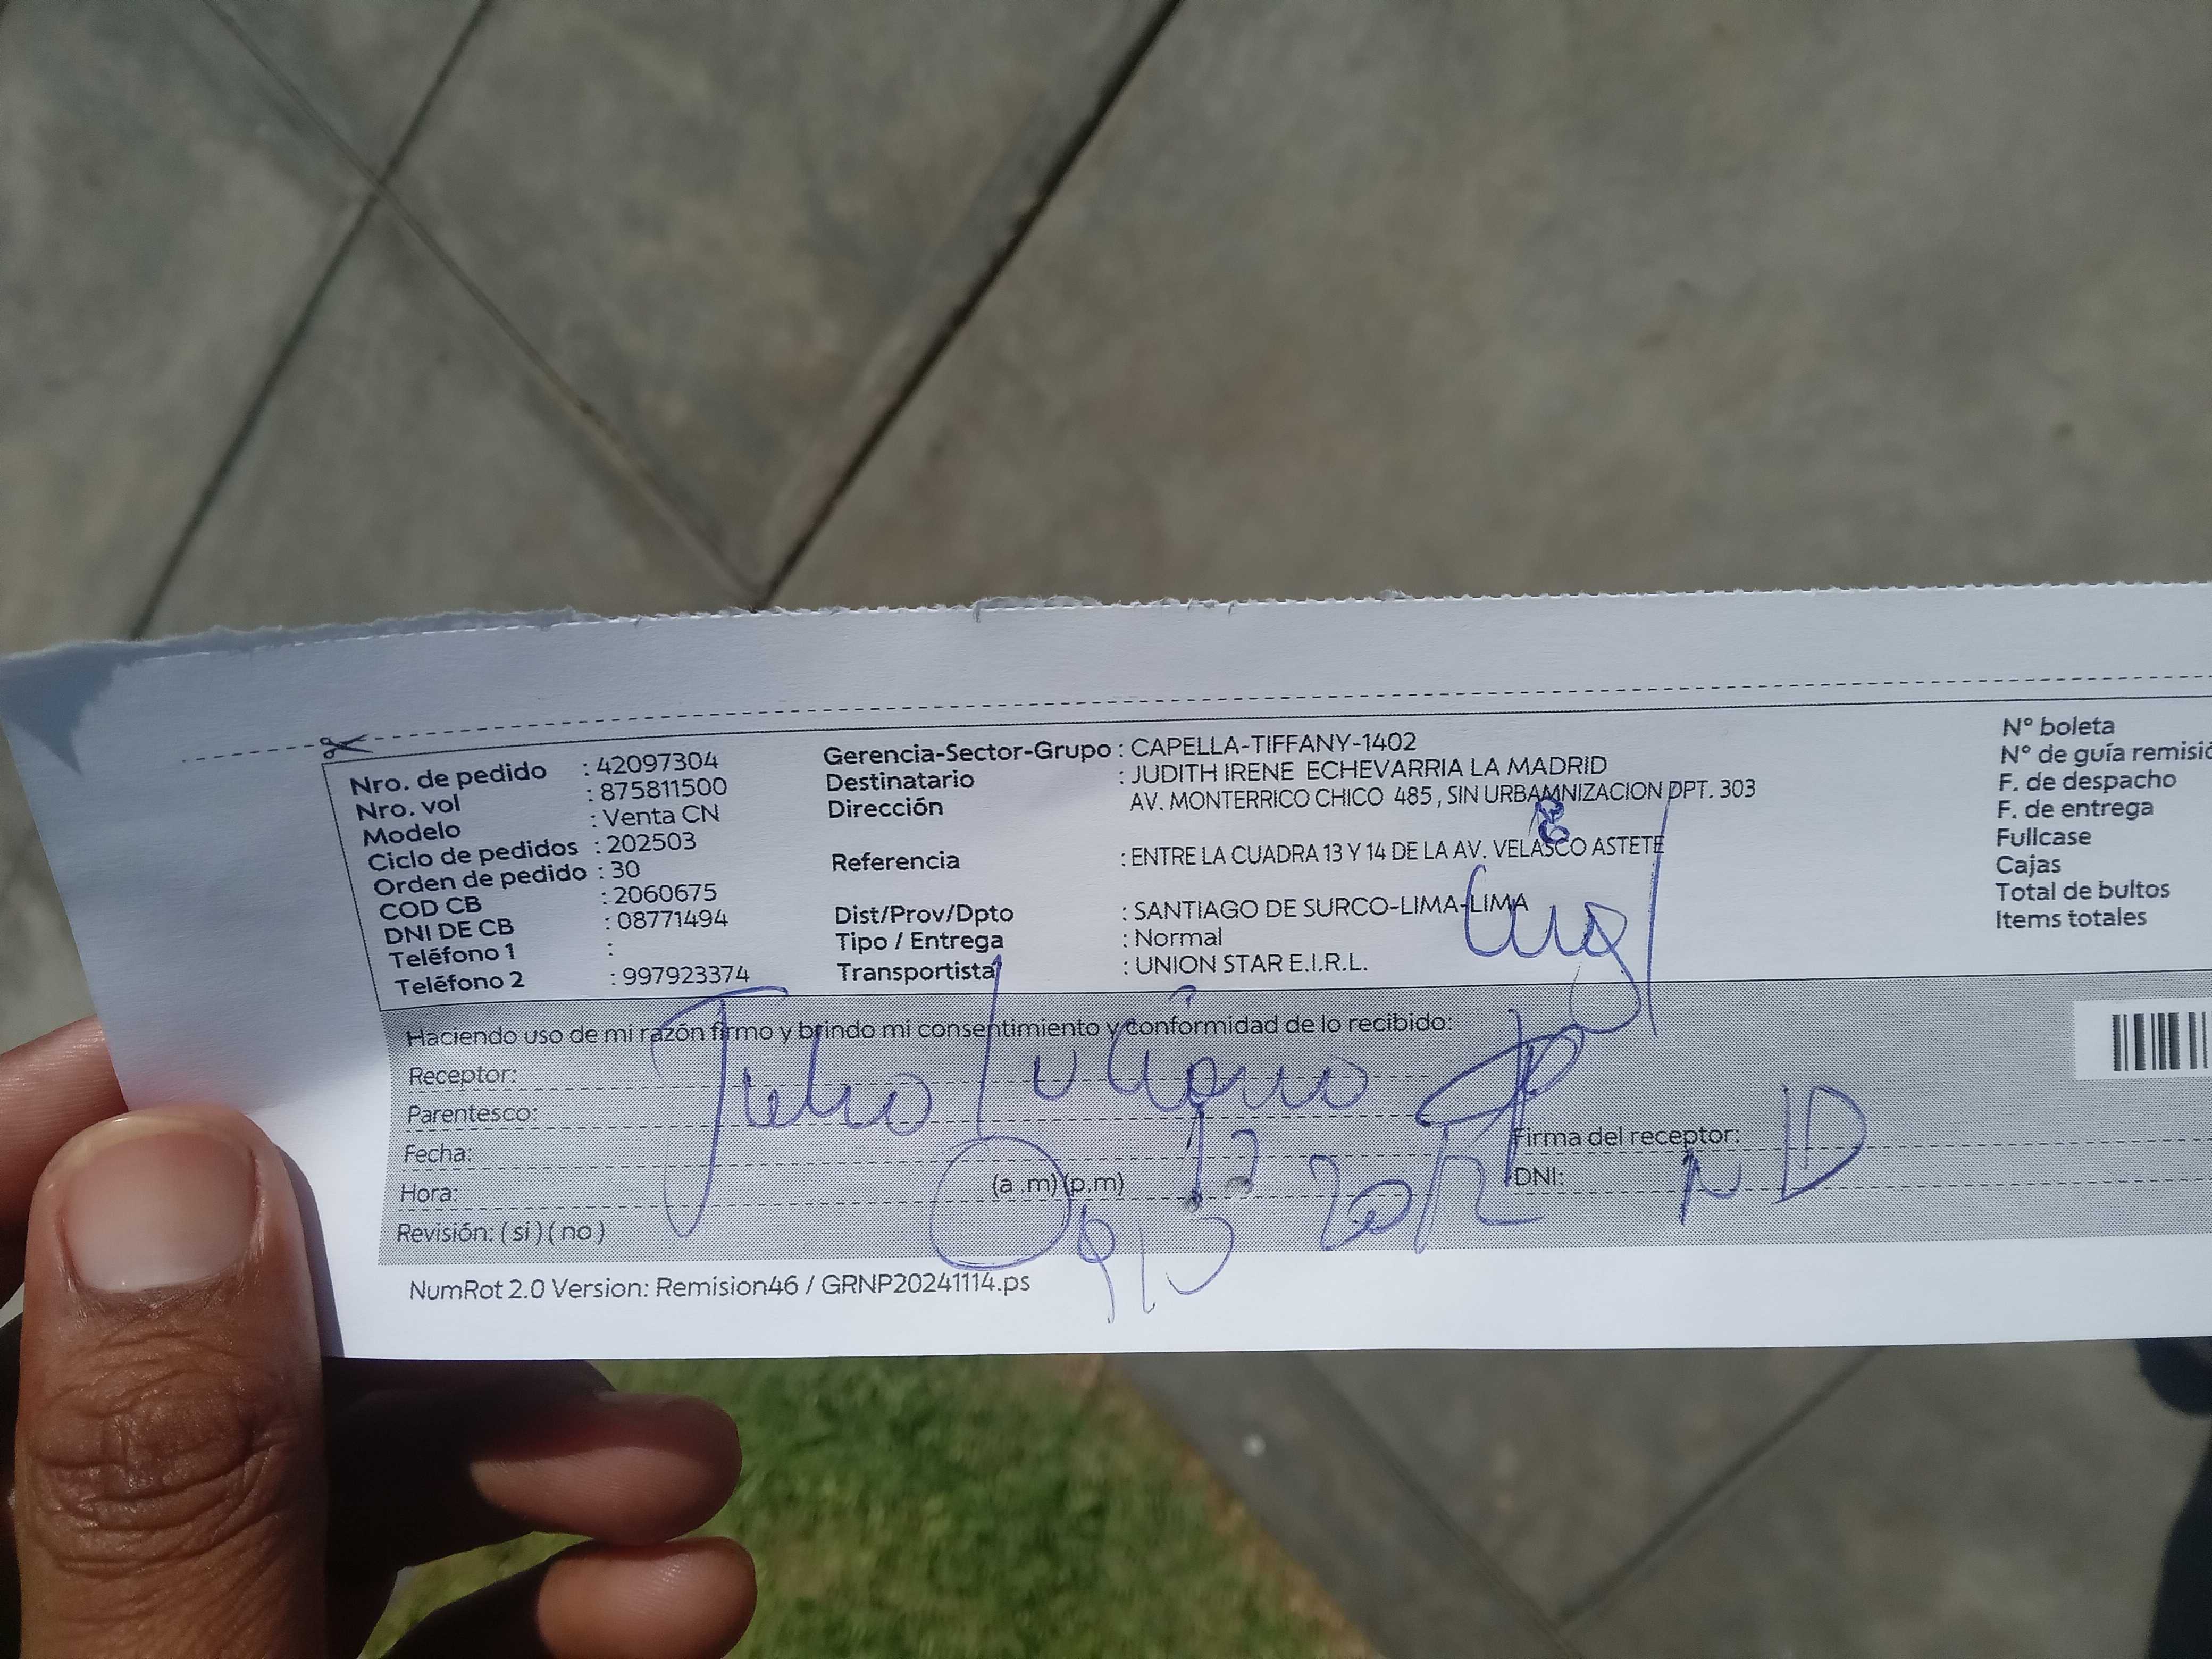 Nro. de pedido : 42097304
Nro. vol : 875811500
Modelo : Venta CN
Ciclo de pedidos : 202503
Orden de pedido : 30
COD CB : 2060675
DNI DE CB : 08771494
Teléfono 1 :
Teléfono 2 : 997923374
Gerencia-Sector-Grupo : CAPELLA-TIFFANY-1402
Destinatario : JUDITH IRENE ECHEVARRIA LA MADRID
Dirección AV. MONTERRICO CHICO 485 , SIN URBAMNIZACION DPT. 303
Referencia : ENTRE LA CUADRA 13 Y 14 DE LA AV. VELASCO ASTETE
Dist/Prov/Dpto : SANTIAGO DE SURCO-LIMA-LIMA
Tipo / Entrega : Normal
Transportista : UNION STAR E.I.R.L.
N° boleta
N° de guía
F. de despacho
F. de entrega
Fullcase
Cajas
Total de bultos
Items totales
Haciendo uso de mi razón firmo y brindo mi consentimiento y conformidad de lo recibido:
Receptor:
Parentesco:
Fecha:
Hora: (a .m) (p.m)
Revisión: ( si ) ( no )
Firma del receptor:
DNI:
NumRot 2.0 Version: Remision46 / GRNP20241114.ps